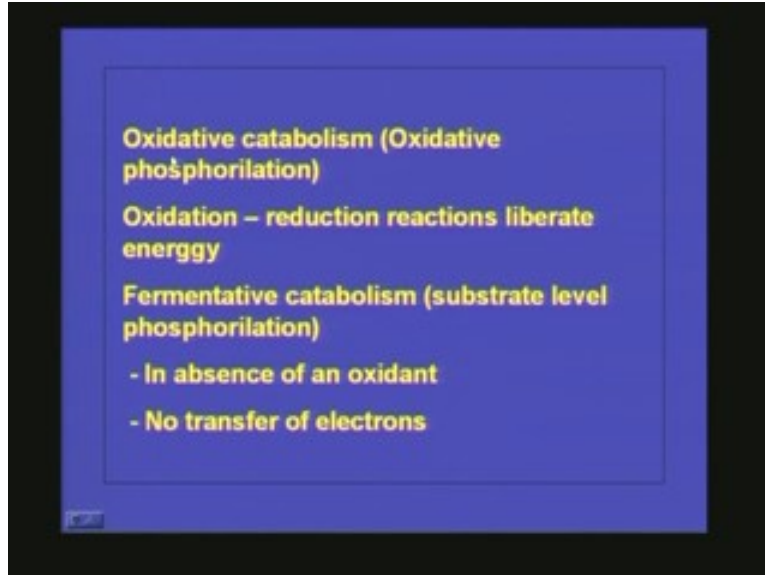 Oxidative catabolism (Oxidative
phosphorilation)
Oxidation – reduction reactions liberate
energgy
Fermentative catabolism (substrate level
phosphorilation)
- In absence of an oxidant
- No transfer of electrons